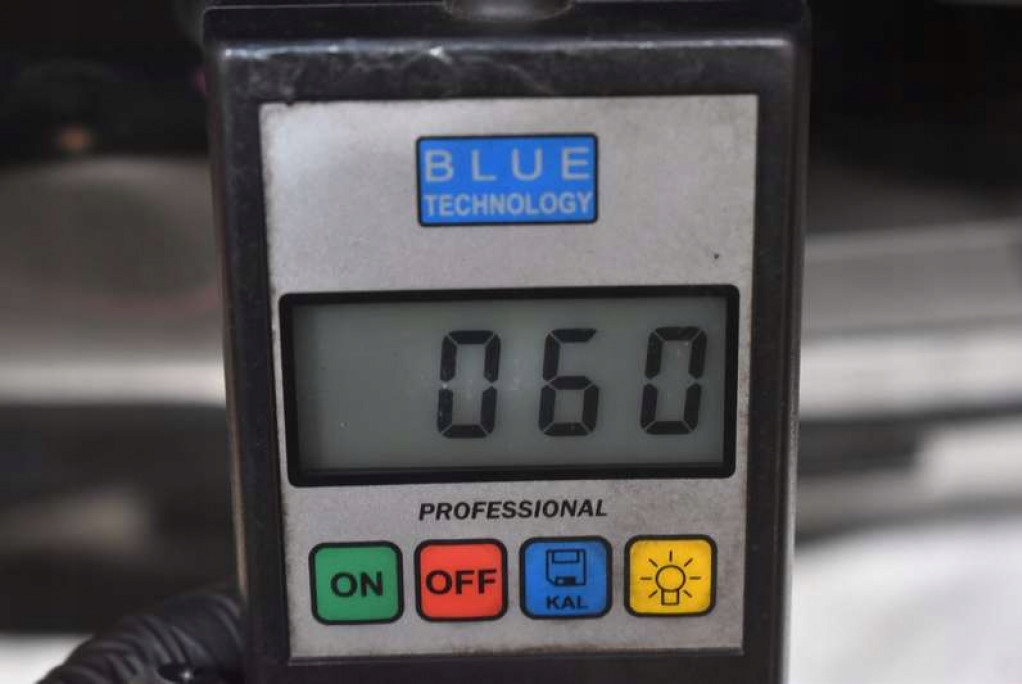 BLUE
TECHNOLOGY
060
PROFESSIONAL
ON OFF KAL